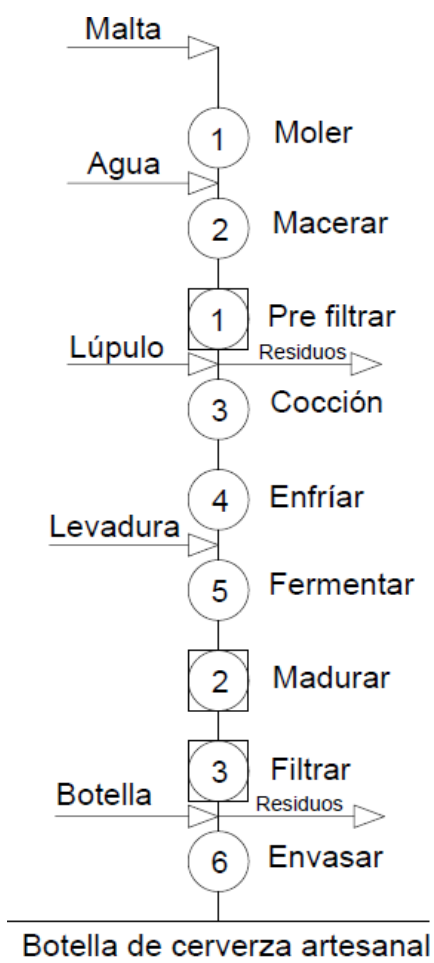 Malta
1 Moler
Agua
2 Macerar
1 Pre filtrar
Lúpulo Residuos
3 Cocción
4 Enfríar
Levadura
5 Fermentar
2 Madurar
3 Filtrar
Botella Residuos
6 Envasar
Botella de cerverza artesanal